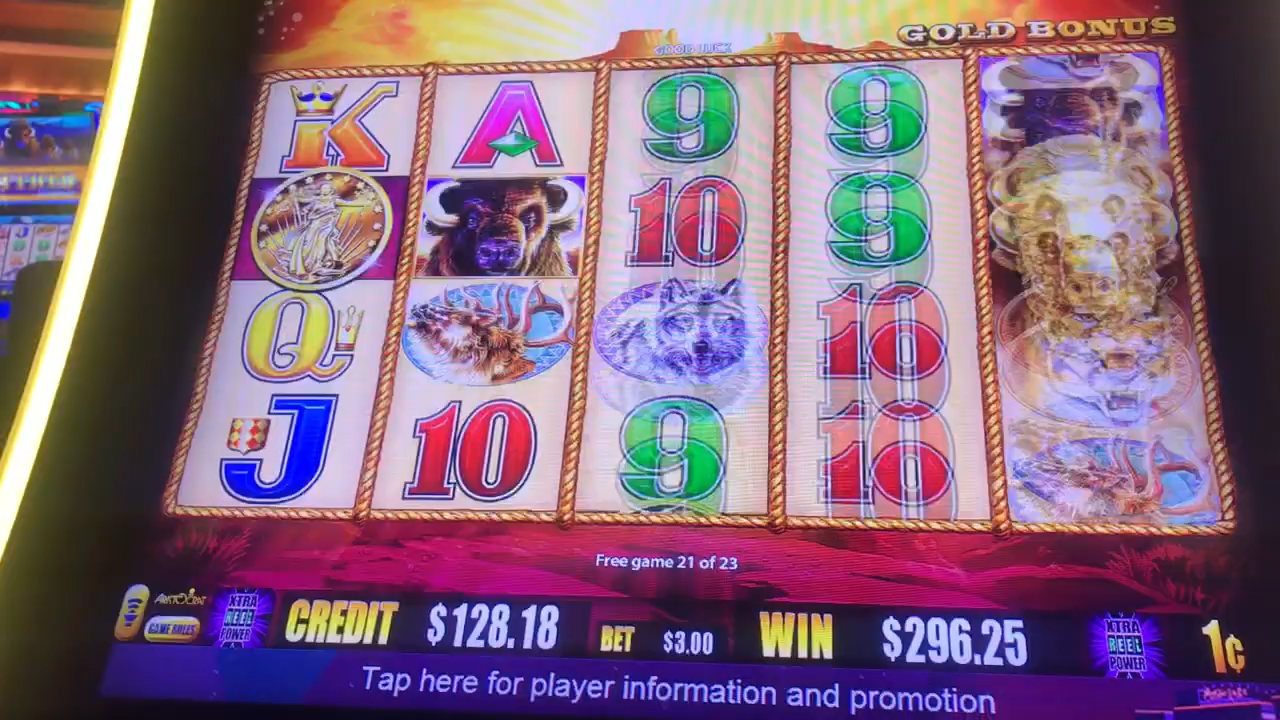 GOLD BONUS
GOOD LUCK
K A 9 9
10 9
Q 10
J 10 9 10
Free game 21 of 23
ARISTOCRAT
GAME RULES
XTRA REEL POWER
CREDIT $128.18 BET $3.00 WIN $296.25
XTRA REEL POWER
1¢
Tap here for player information and promotion